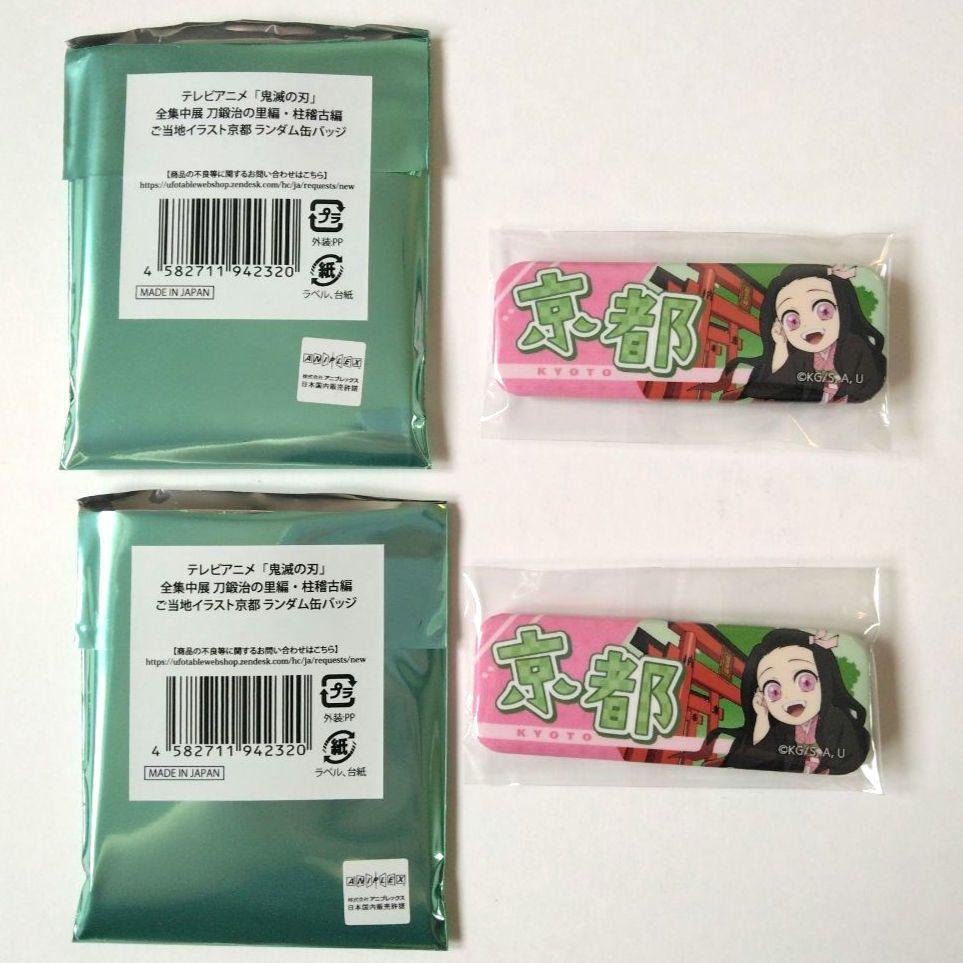 テレビアニメ「鬼滅の刃」
全集中展 刀鍛治の里編・柱稽古編
ご当地イラスト京都 ランダム缶バッジ
【商品の不良等に関するお問い合わせはこちら】
https://ufotablewebshop.zendesk.com/hc/ja/requests/new
プラ
外装:PP
4 582711 942320
紙
MADE IN JAPAN
ラベル、台紙
ANIPLEX
株式会社アニプレックス
日本国内販売許諾
京都
KYOTO
©KG/S, A, U
テレビアニメ「鬼滅の刃」
全集中展 刀鍛治の里編・柱稽古編
ご当地イラスト京都 ランダム缶バッジ
【商品の不良等に関するお問い合わせはこちら】
https://ufotablewebshop.zendesk.com/hc/ja/requests/new
プラ
外装:PP
4 582711 942320
紙
MADE IN JAPAN
ラベル、台紙
ANIPLEX
株式会社アニプレックス
日本国内販売許諾
京都
KYOTO
©KG/S, A, U